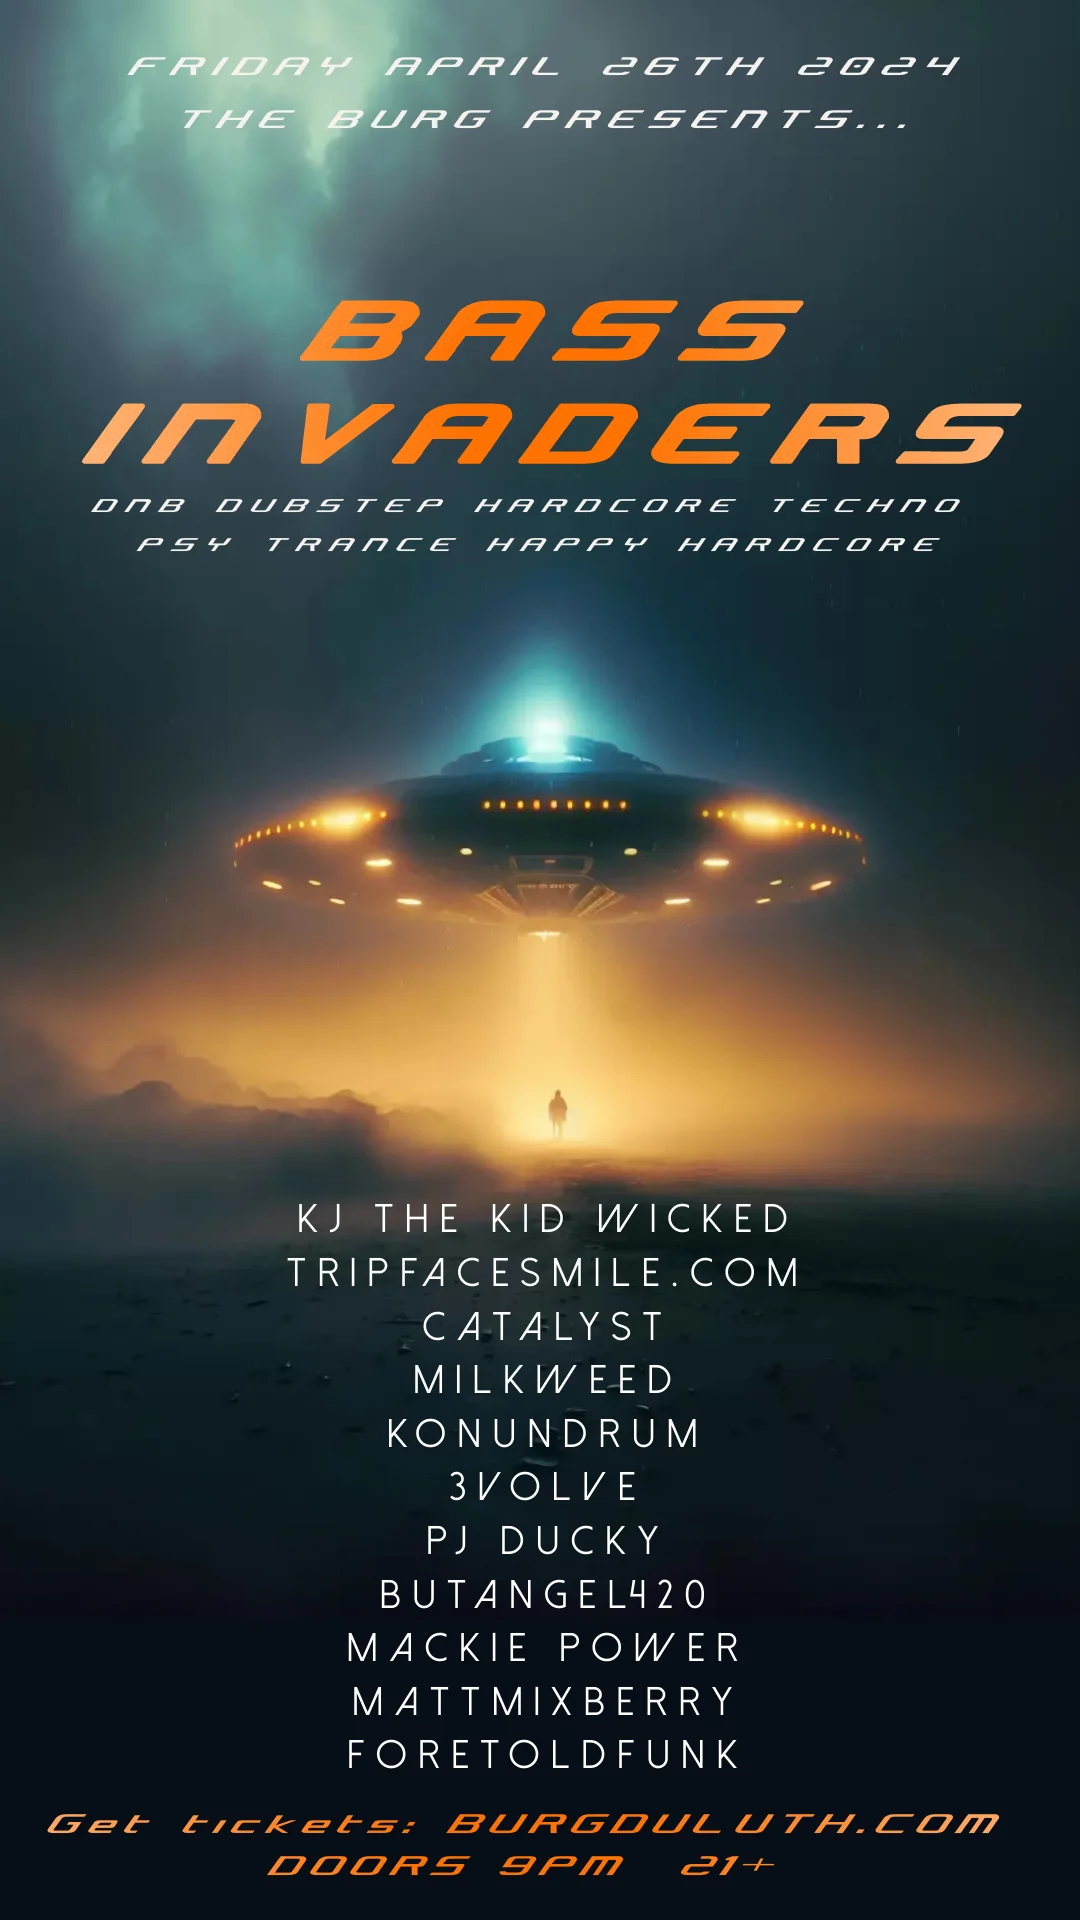 FRIDAY APRIL 26TH 2024
THE BURG PRESENTS...
BASS
INVADERS
DNB DUBSTEP HARDCORE TECHNO
PSY TRANCE HAPPY HARDCORE
KJ THE KID WICKED
TRIPFACESMILE.COM
CATALYST
MILKWEED
KONUNDRUM
3VOLVE
PJ DUCKY
BUTANGEL420
MACKIE POWER
MATTMIXBERRY
FORETOLDFUNK
Get tickets: BURGDULUTH.COM
DOORS 9PM 21+